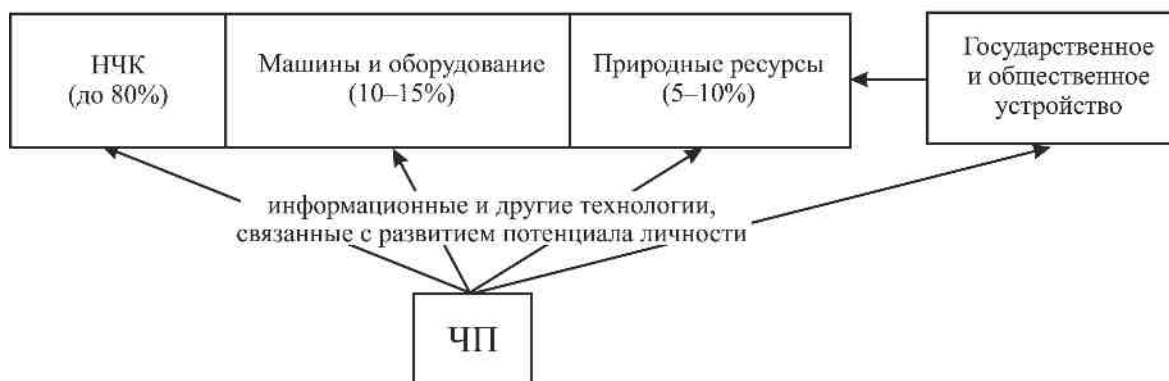 НЧК
(до 80%)
Машины и оборудование
(10–15%)
Природные ресурсы
(5–10%)
Государственное
и общественное
устройство
информационные и другие технологии,
связанные с развитием потенциала личности
ЧП